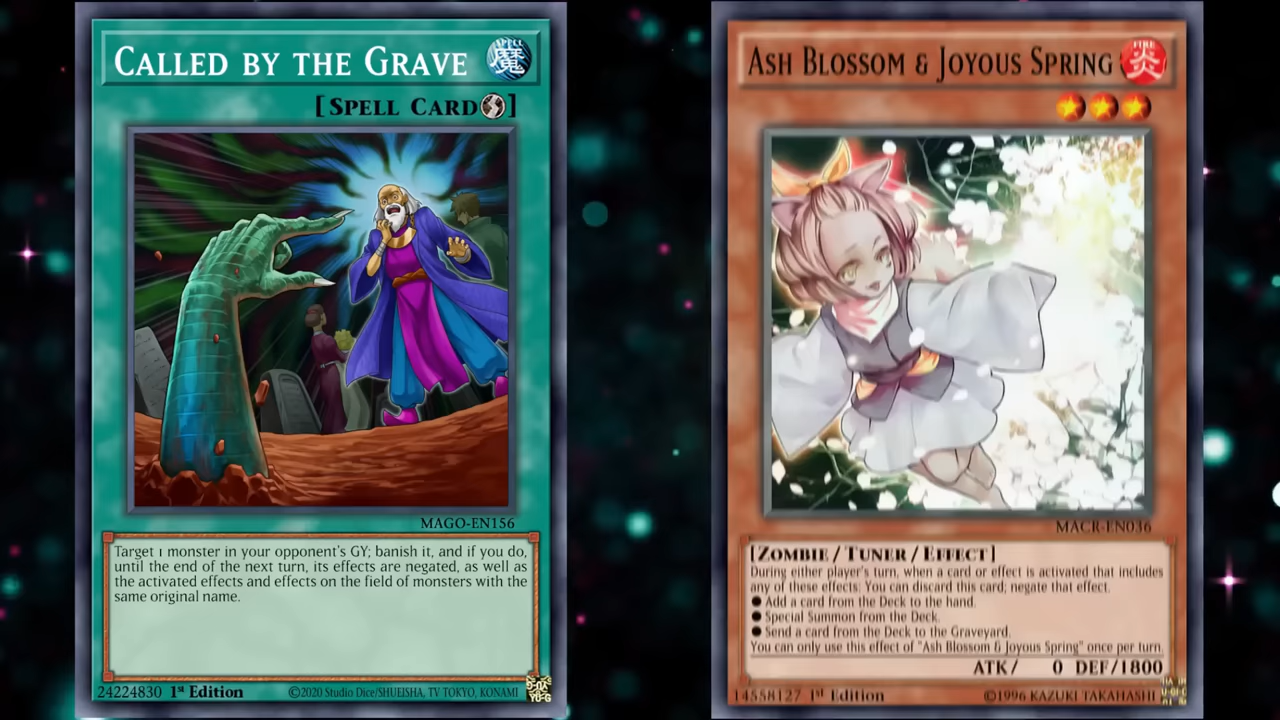 CALLED BY THE GRAVE
[SPELL CARD]
MAGO-EN156
Target 1 monster in your opponent's GY; banish it, and if you do,
until the end of the next turn, its effects are negated, as well as
the activated effects and effects on the field of monsters with the
same original name.
24224830 1st Edition ©2020 Studio Dice/SHUEISHA, TV TOKYO, KONAMI
ASH BLOSSOM & JOYOUS SPRING
FIRE
炎
MACR-EN036
[ZOMBIE / TUNER / EFFECT]
During either player's turn, when a card or effect is activated that includes
any of these effects: You can discard this card; negate that effect.
● Add a card from the Deck to the hand.
● Special Summon from the Deck.
● Send a card from the Deck to the Graveyard.
You can only use this effect of "Ash Blossom & Joyous Spring" once per turn.
ATK/ 0 DEF/1800
14558127 1st Edition ©1996 KAZUKI TAKAHASHI